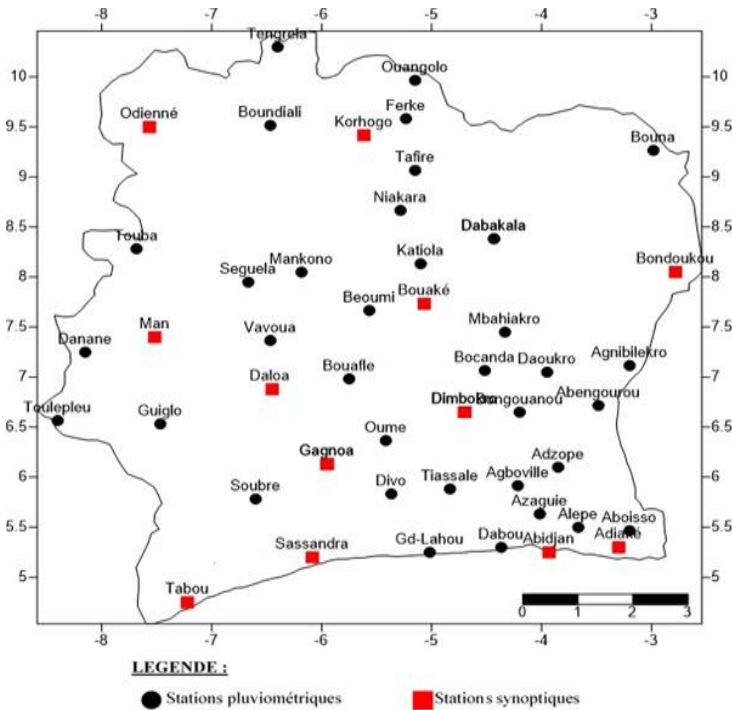 -8 -7 -6 -5 -4 -3
Tengrela
10 10
Ouangolo
Odienné
Boundiali
Korhogo
Ferke
9.5 9.5
Bouna
Tafire
9 9
Niakara
8.5 8.5
Touba
Dabakala
Seguela
Mankono
Katiola
Bondoukou
8 8
Beoumi
Bouaké
Man
Mbahiakro
7.5 7.5
Danane
Vavoua
Bocanda
Daoukro
Agnibilekro
Daloa
Bouafle
7 7
Toulepleu
Guiglo
Dimbokro
Bongouanou
Abengourou
6.5 6.5
Gagnoa
Oume
Adzope
6 6
Soubre
Divo
Tiassale
Agboville
Azaguie
5.5 5.5
Alepe
Aboisso
Sassandra
Gd-Lahou
Dabou
Abidjan
Adiaké
5 5
Tabou
0 1 2 3
-8 -7 -6 -5 -4 -3
LEGENDE :
Stations pluviométriques
Stations synoptiques